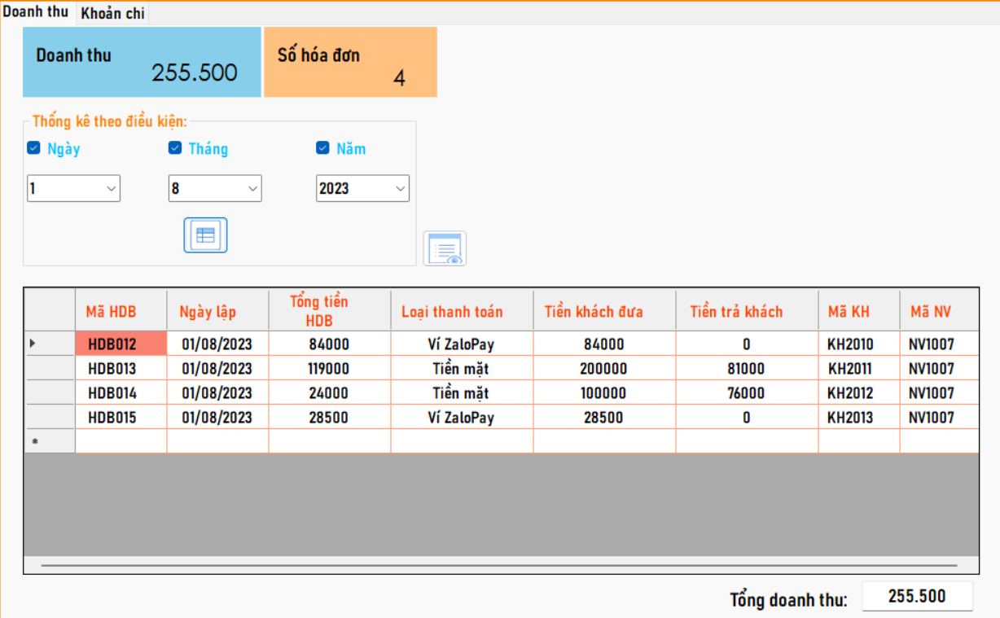 Doanh thu Khoản chi
Doanh thu Số hóa đơn
255.500 4
Thống kê theo điều kiện:
Ngày Tháng Năm
1 8 2023
Mã HDB Ngày lập Tổng tiền HDB Loại thanh toán Tiền khách đưa Tiền trả khách Mã KH Mã NV
HDB012 01/08/2023 84000 Ví ZaloPay 84000 0 KH2010 NV1007
HDB013 01/08/2023 119000 Tiền mặt 200000 81000 KH2011 NV1007
HDB014 01/08/2023 24000 Tiền mặt 100000 76000 KH2012 NV1007
HDB015 01/08/2023 28500 Ví ZaloPay 28500 0 KH2013 NV1007
Tổng doanh thu: 255.500